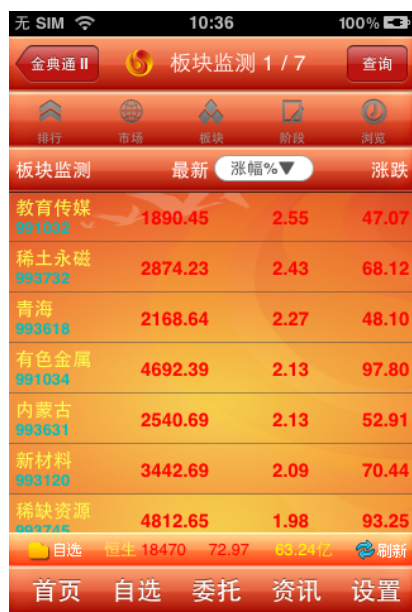 无 SIM 10:36 100%
金典通 II 板块监测 1 / 7 查询
排行 市场 板块 阶段 浏览
板块监测 最新 涨幅%▼ 涨跌
教育传媒 1890.45 2.55 47.07
991032
稀土永磁 2874.23 2.43 68.12
993732
青海 2168.64 2.27 48.10
993618
有色金属 4692.39 2.13 97.80
991034
内蒙古 2540.69 2.13 52.91
993631
新材料 3442.69 2.09 70.44
993120
稀缺资源 4812.65 1.98 93.25
993745
自选 恒生 18470 72.97 63.24亿 刷新
首页 自选 委托 资讯 设置